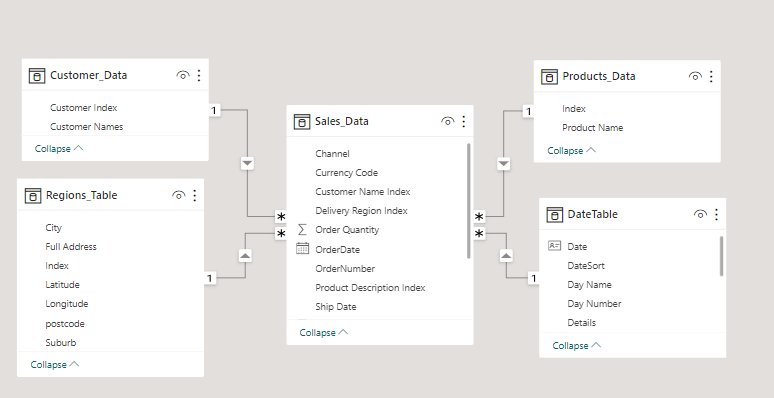 Customer_Data
Customer Index
Customer Names
Collapse
1
Regions_Table
City
Full Address
Index
Latitude
Longitude
postcode
Suburb
Collapse
1
Sales_Data
Channel
Currency Code
Customer Name Index
Delivery Region Index
Σ Order Quantity
OrderDate
OrderNumber
Product Description Index
Ship Date
Collapse
*
*
*
*
Products_Data
Index
Product Name
Collapse
1
DateTable
Date
DateSort
Day Name
Day Number
Details
Collapse
1